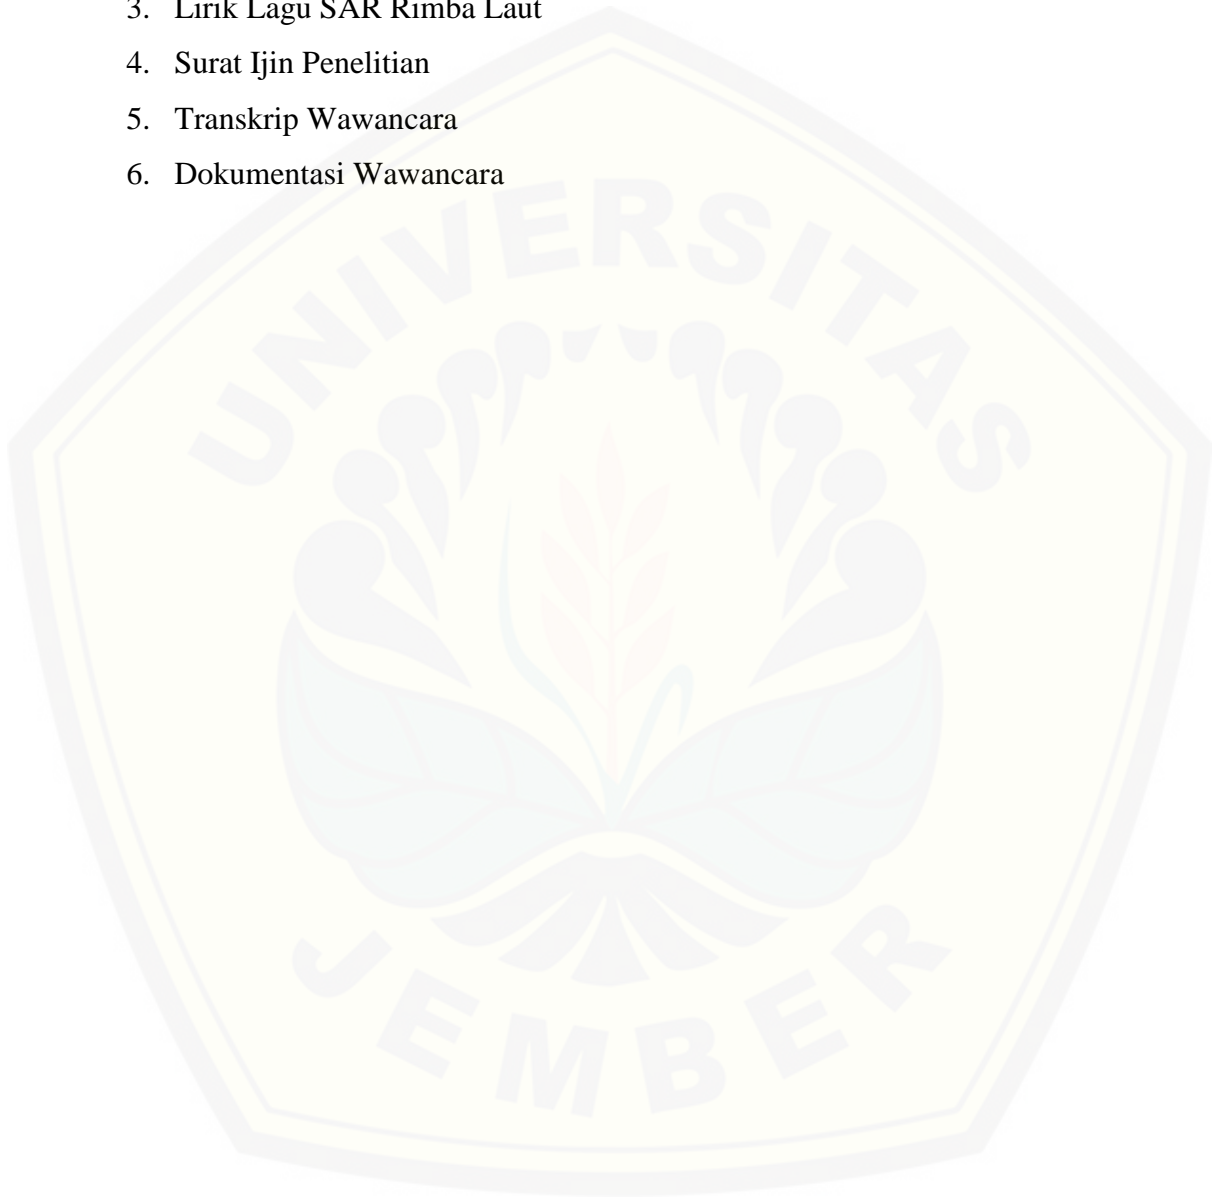 3. Lirik Lagu SAR Rimba Laut
4. Surat Ijin Penelitian
5. Transkrip Wawancara
6. Dokumentasi Wawancara
UNIVERSITAS
JEMBER